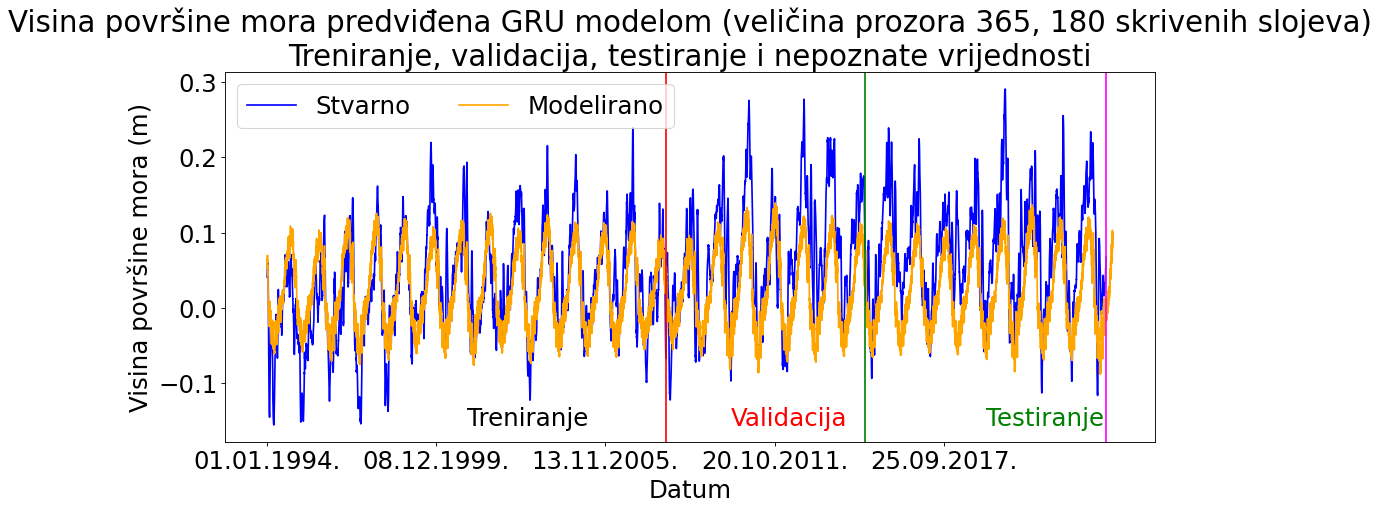 Visina površine mora predviđena GRU modelom (veličina prozora 365, 180 skrivenih slojeva)
Treniranje, validacija, testiranje i nepoznate vrijednosti
Stvarno Modelirano
Visina površine mora (m)
0.3
0.2
0.1
0.0
−0.1
Treniranje Validacija Testiranje
01.01.1994. 08.12.1999. 13.11.2005. 20.10.2011. 25.09.2017.
Datum